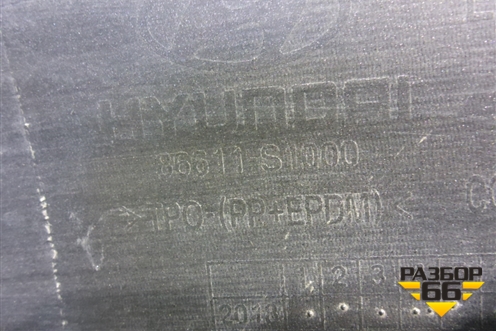 HYUNDAI
86611-S1000
>TPO-(PP+EPDM)<
1 2 3
2018
РАЗБОР
66